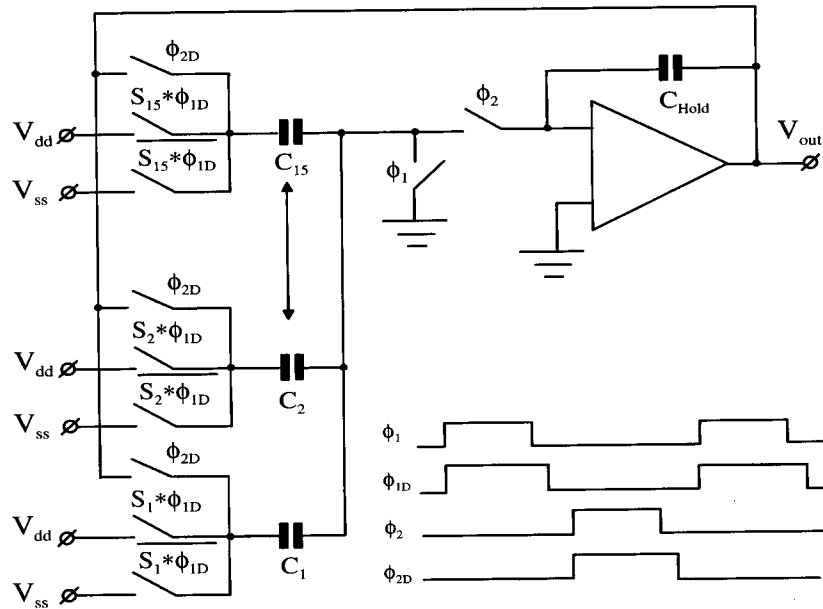 ϕ2D
S15*ϕ1D
Vdd
S15*ϕ1D
Vss
C15
ϕ1
ϕ2
CHold
Vout
ϕ2D
S2*ϕ1D
Vdd
S2*ϕ1D
Vss
C2
ϕ2D
S1*ϕ1D
Vdd
S1*ϕ1D
Vss
C1
ϕ1
ϕ1D
ϕ2
ϕ2D